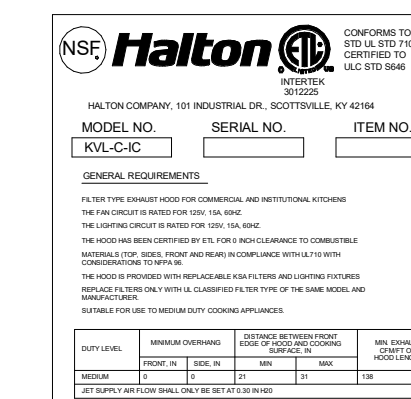 NSF
Halton
ETL
INTERTEK
3012225
CONFORMS TO
STD UL STD 710
CERTIFIED TO
ULC STD S646
HALTON COMPANY, 101 INDUSTRIAL DR., SCOTTSVILLE, KY 42164
MODEL NO. SERIAL NO. ITEM NO.
KVL-C-IC
GENERAL REQUIREMENTS
FILTER TYPE EXHAUST HOOD FOR COMMERCIAL AND INSTITUTIONAL KITCHENS
THE FAN CIRCUIT IS RATED FOR 125V, 15A, 60HZ.
THE LIGHTING CIRCUIT IS RATED FOR 125V, 15A, 60HZ.
THE HOOD HAS BEEN CERTIFIED BY ETL FOR 0 INCH CLEARANCE TO COMBUSTIBLE
MATERIALS (TOP, SIDES, FRONT AND REAR) IN COMPLIANCE WITH UL710 WITH
CONSIDERATIONS TO NFPA 96.
THE HOOD IS PROVIDED WITH REPLACEABLE KSA FILTERS AND LIGHTING FIXTURES
REPLACE FILTERS ONLY WITH UL CLASSIFIED FILTER TYPE OF THE SAME MODEL AND
MANUFACTURER.
SUITABLE FOR USE TO MEDIUM DUTY COOKING APPLIANCES.
DUTY LEVEL
MINIMUM OVERHANG
FRONT, IN SIDE, IN
DISTANCE BETWEEN FRONT
EDGE OF HOOD AND COOKING
SURFACE, IN
MIN MAX
MIN. EXHAU
CFM/FT O
HOOD LENG
MEDIUM 0 0 21 31 138
JET SUPPLY AIR FLOW SHALL ONLY BE SET AT 0.30 IN H20